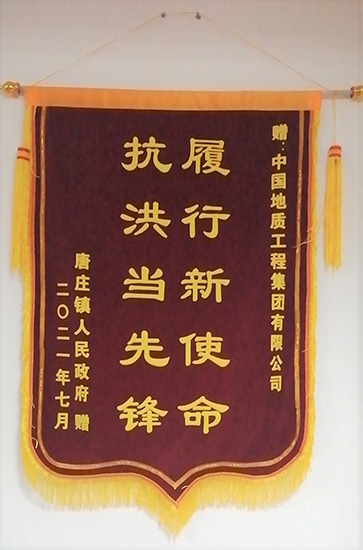 赠:中国地质工程集团有限公司
履行新使命
抗洪当先锋
唐庄镇人民政府 赠
二〇二一年七月